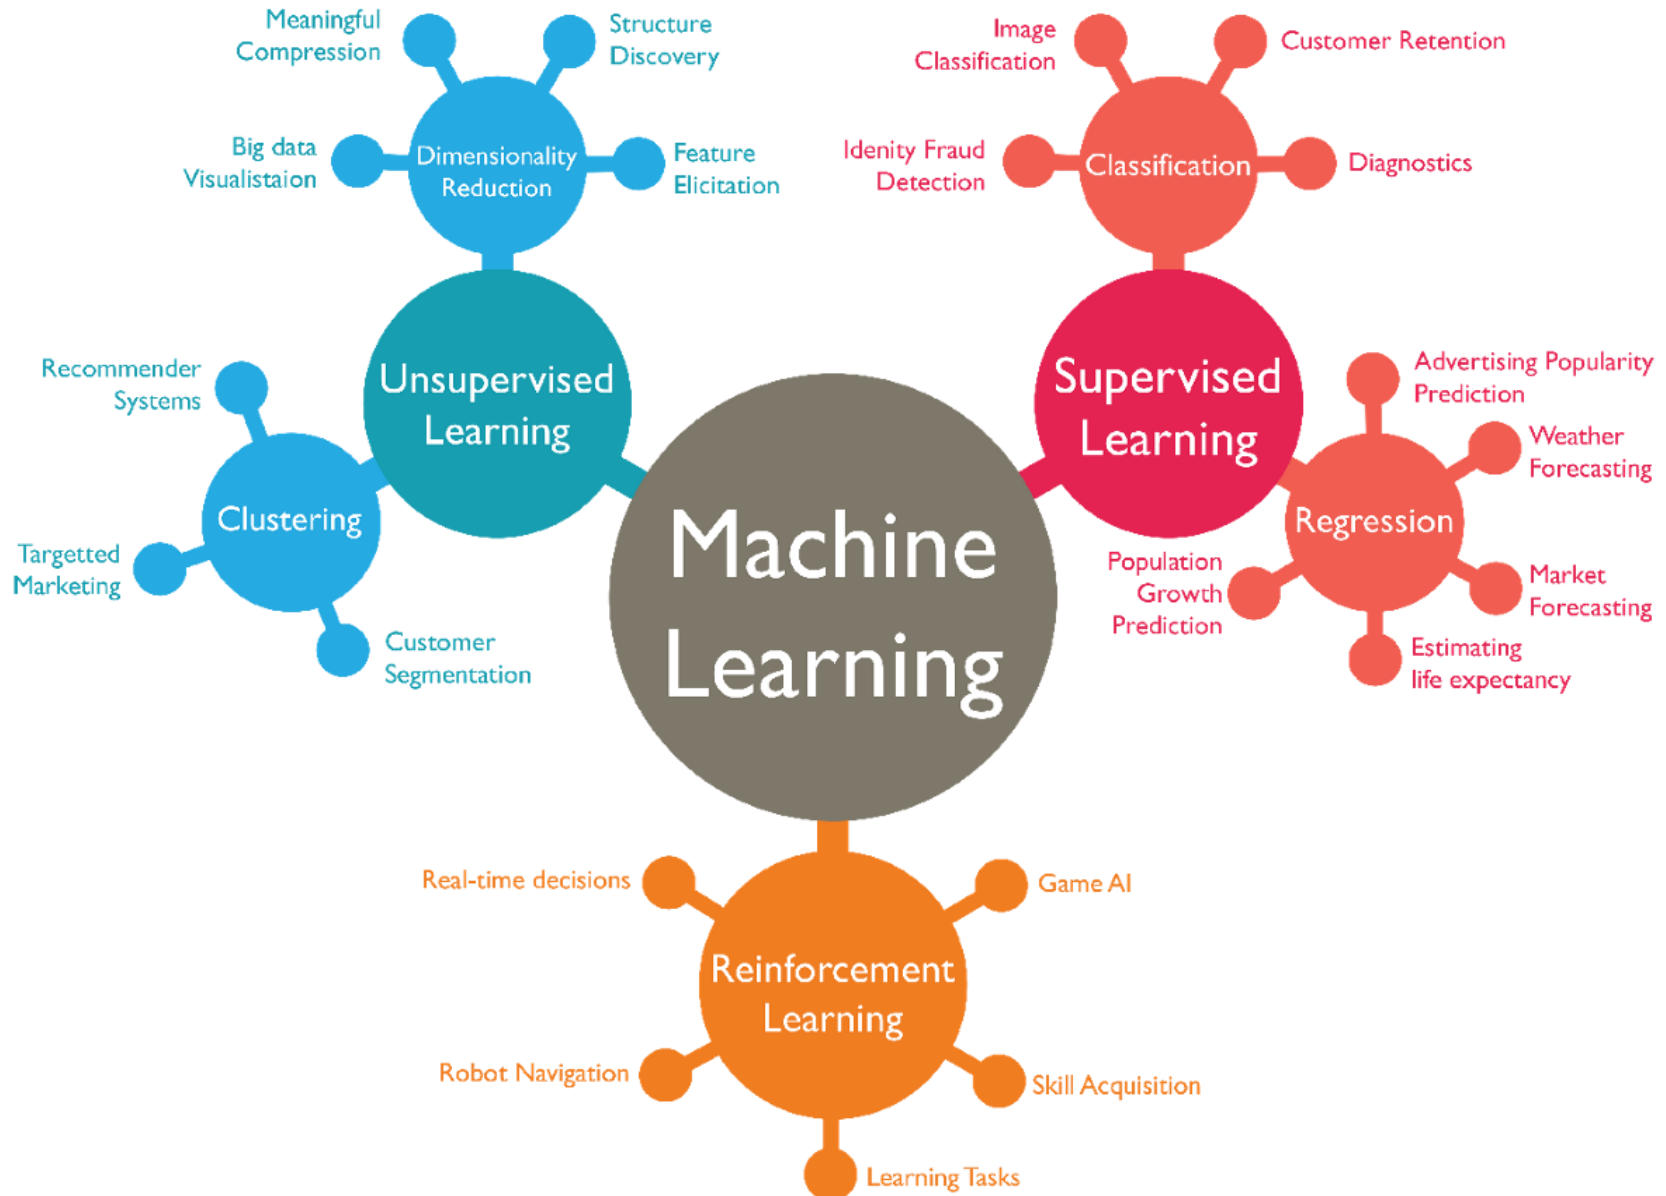 Meaningful
Compression
Structure
Discovery
Big data
Visualistaion
Dimensionality
Reduction
Feature
Elicitation
Image
Classification
Customer Retention
Idenity Fraud
Detection
Classification
Diagnostics
Recommender
Systems
Unsupervised
Learning
Clustering
Targetted
Marketing
Customer
Segmentation
Supervised
Learning
Advertising Popularity
Prediction
Weather
Forecasting
Regression
Population
Growth
Prediction
Market
Forecasting
Estimating
life expectancy
Machine
Learning
Real-time decisions
Game AI
Reinforcement
Learning
Robot Navigation
Skill Acquisition
Learning Tasks